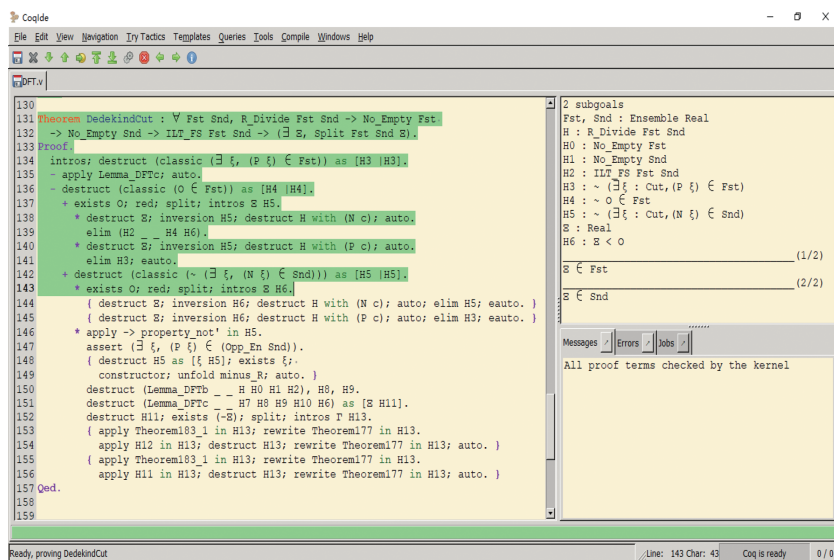 CoqIde
File Edit View Navigation Try Tactics Templates Queries Tools Compile Windows Help
DFT.v
130
131 Theorem DedekindCut : ∀ Fst Snd, R_Divide Fst Snd -> No_Empty Fst
132 -> No_Empty Snd -> ILT_FS Fst Snd -> (∃ Ξ, Split Fst Snd Ξ).
133 Proof.
134 intros; destruct (classic (∃ ξ, (P ξ) ∈ Fst)) as [H3 |H3].
135 - apply Lemma_DFTc; auto.
136 - destruct (classic (O ∈ Fst)) as [H4 |H4].
137 + exists O; red; split; intros Ξ H5.
138 * destruct Ξ; inversion H5; destruct H with (N c); auto.
139 elim (H2 _ _ H4 H6).
140 * destruct Ξ; inversion H5; destruct H with (P c); auto.
141 elim H3; eauto.
142 + destruct (classic (~ (∃ ξ, (N ξ) ∈ Snd))) as [H5 |H5].
143 * exists O; red; split; intros Ξ H6.
144 { destruct Ξ; inversion H6; destruct H with (N c); auto; elim H5; eauto. }
145 { destruct Ξ; inversion H6; destruct H with (P c); auto; elim H3; eauto. }
146 * apply -> property_not' in H5.
147 assert (∃ ξ, (P ξ) ∈ (Opp_En Snd)).
148 { destruct H5 as [ξ H5]; exists ξ;
149 constructor; unfold minus_R; auto. }
150 destruct (Lemma_DFTb _ _ H H0 H1 H2), H8, H9.
151 destruct (Lemma_DFTc _ _ H7 H8 H9 H10 H6) as [Ξ H11].
152 destruct H11; exists (-Ξ); split; intros Γ H13.
153 { apply Theorem183_1 in H13; rewrite Theorem177 in H13.
154 apply H12 in H13; destruct H13; rewrite Theorem177 in H13; auto. }
155 { apply Theorem183_1 in H13; rewrite Theorem177 in H13.
156 apply H11 in H13; destruct H13; rewrite Theorem177 in H13; auto. }
157 Qed.
158
159
2 subgoals
Fst, Snd : Ensemble Real
H : R_Divide Fst Snd
H0 : No_Empty Fst
H1 : No_Empty Snd
H2 : ILT_FS Fst Snd
H3 : ~ (∃ ξ : Cut, (P ξ) ∈ Fst)
H4 : ~ O ∈ Fst
H5 : ~ (∃ ξ : Cut, (N ξ) ∈ Snd)
Ξ : Real
H6 : Ξ < O
(1/2)
Ξ ∈ Fst
(2/2)
Ξ ∈ Snd
Messages Errors Jobs
All proof terms checked by the kernel
Ready, proving DedekindCut
Line: 143 Char: 43 Coq is ready 0 / 0